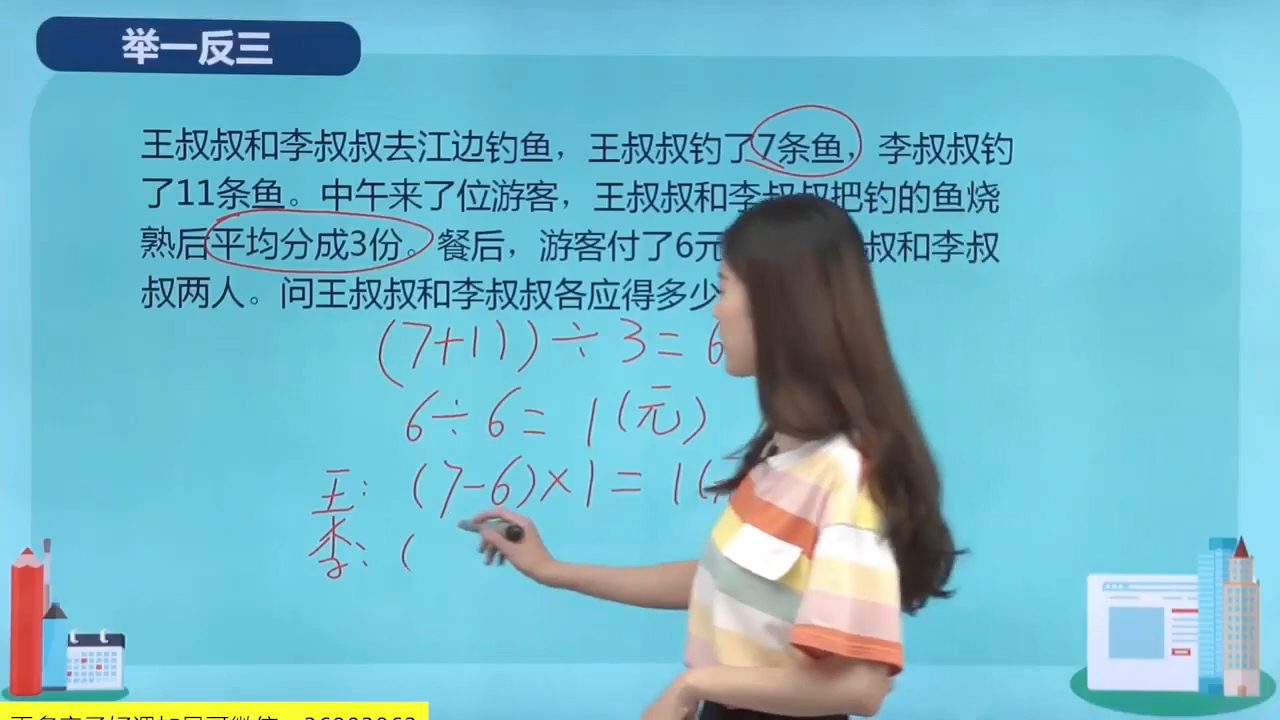 举一反三
王叔叔和李叔叔去江边钓鱼，王叔叔钓了7条鱼，李叔叔钓
了11条鱼。中午来了位游客，王叔叔和李叔叔把钓的鱼烧
熟后平均分成3份。餐后，游客付了6元 叔和李叔
叔两人。问王叔叔和李叔叔各应得多少
(7+11)÷3=6
6÷6=1(元)
王:(7-6)×1=1(
李:(